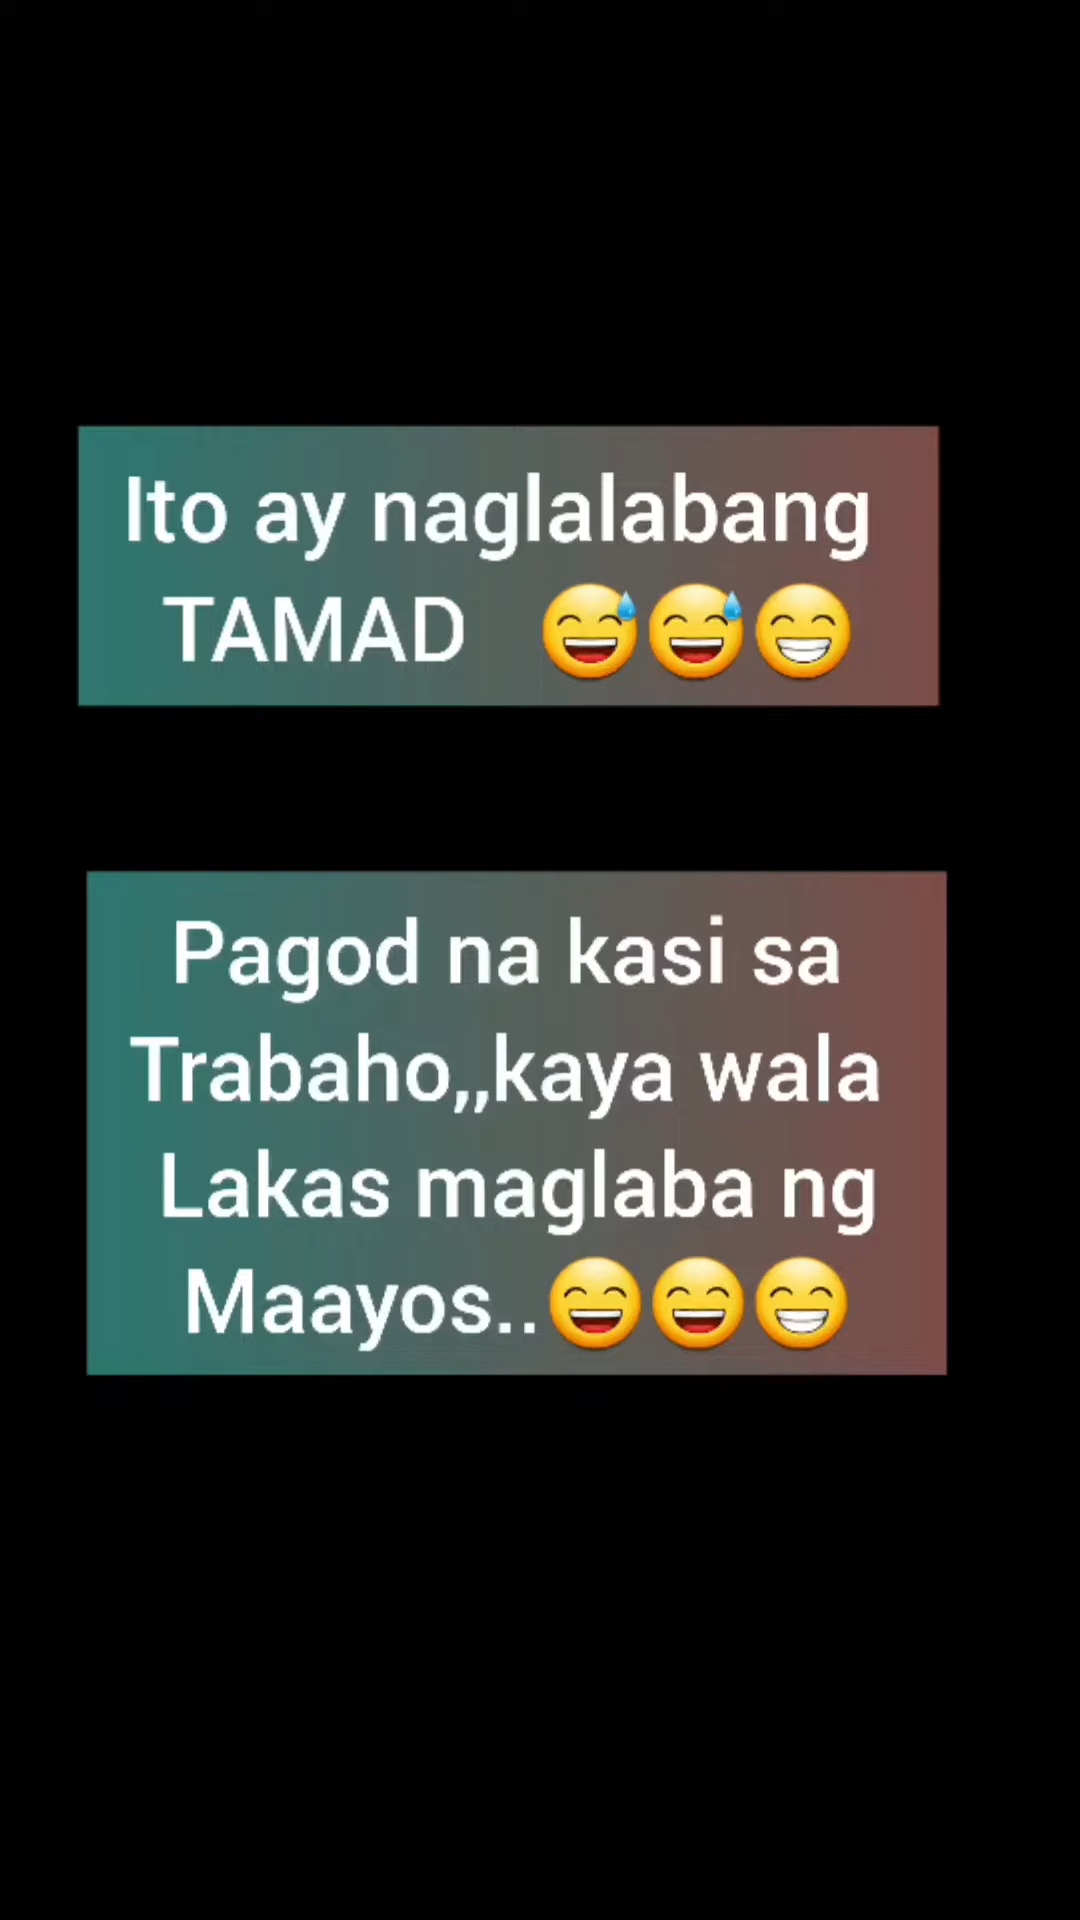 Ito ay naglalabang
TAMAD 😅😅😁
Pagod na kasi sa
Trabaho,,kaya wala
Lakas maglaba ng
Maayos..😄😄😁